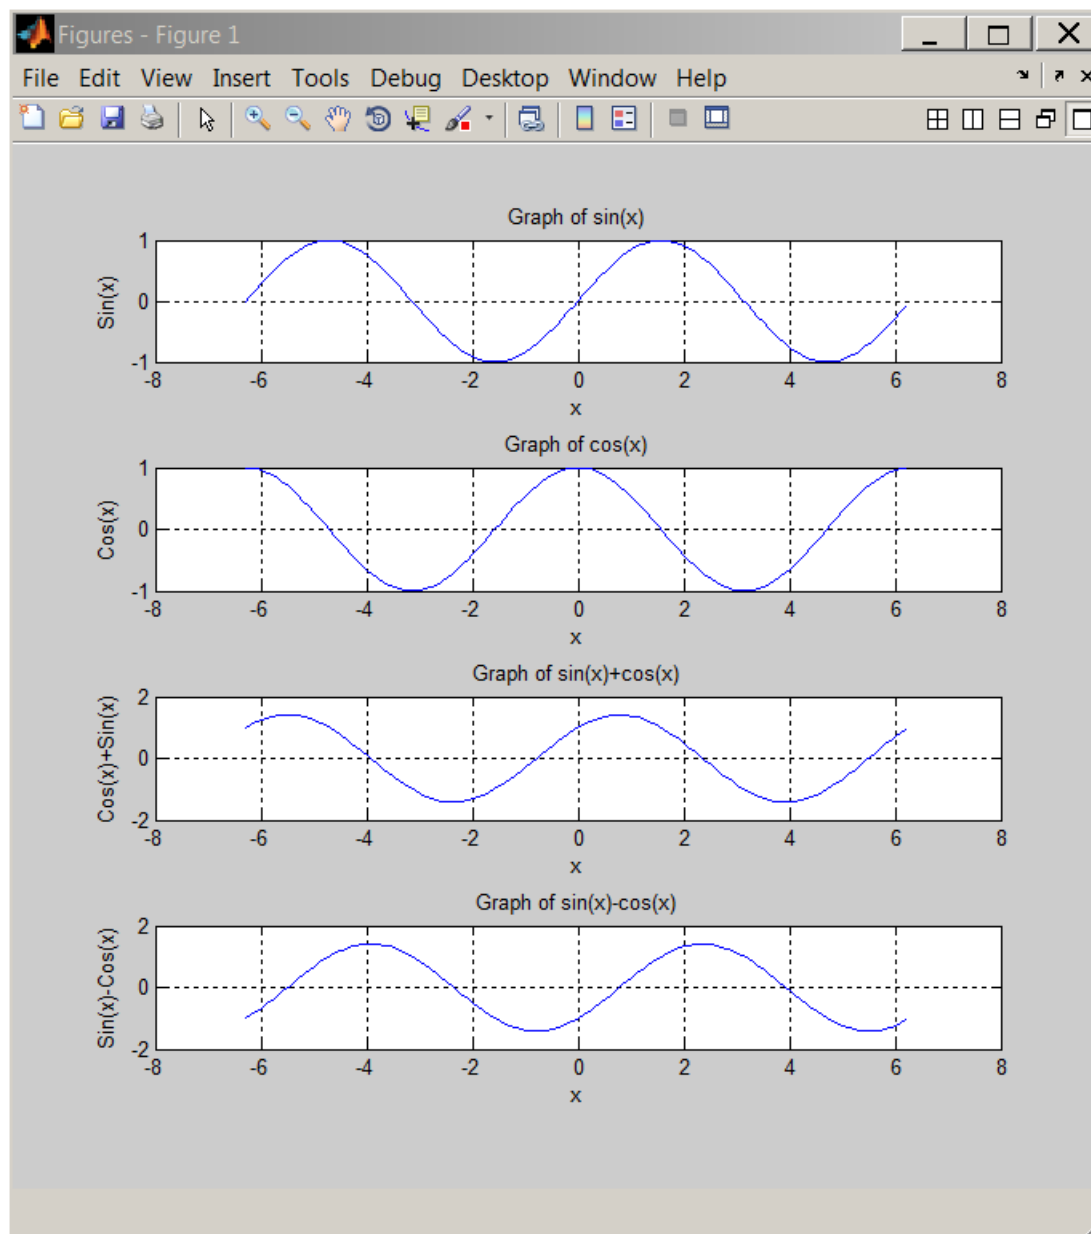 Figures - Figure 1
File Edit View Insert Tools Debug Desktop Window Help
Graph of sin(x)
Sin(x)
1
0
-1
-8 -6 -4 -2 0 2 4 6 8
x
Graph of cos(x)
Cos(x)
1
0
-1
-8 -6 -4 -2 0 2 4 6 8
x
Graph of sin(x)+cos(x)
Cos(x)+Sin(x)
2
0
-2
-8 -6 -4 -2 0 2 4 6 8
x
Graph of sin(x)-cos(x)
Sin(x)-Cos(x)
2
0
-2
-8 -6 -4 -2 0 2 4 6 8
x